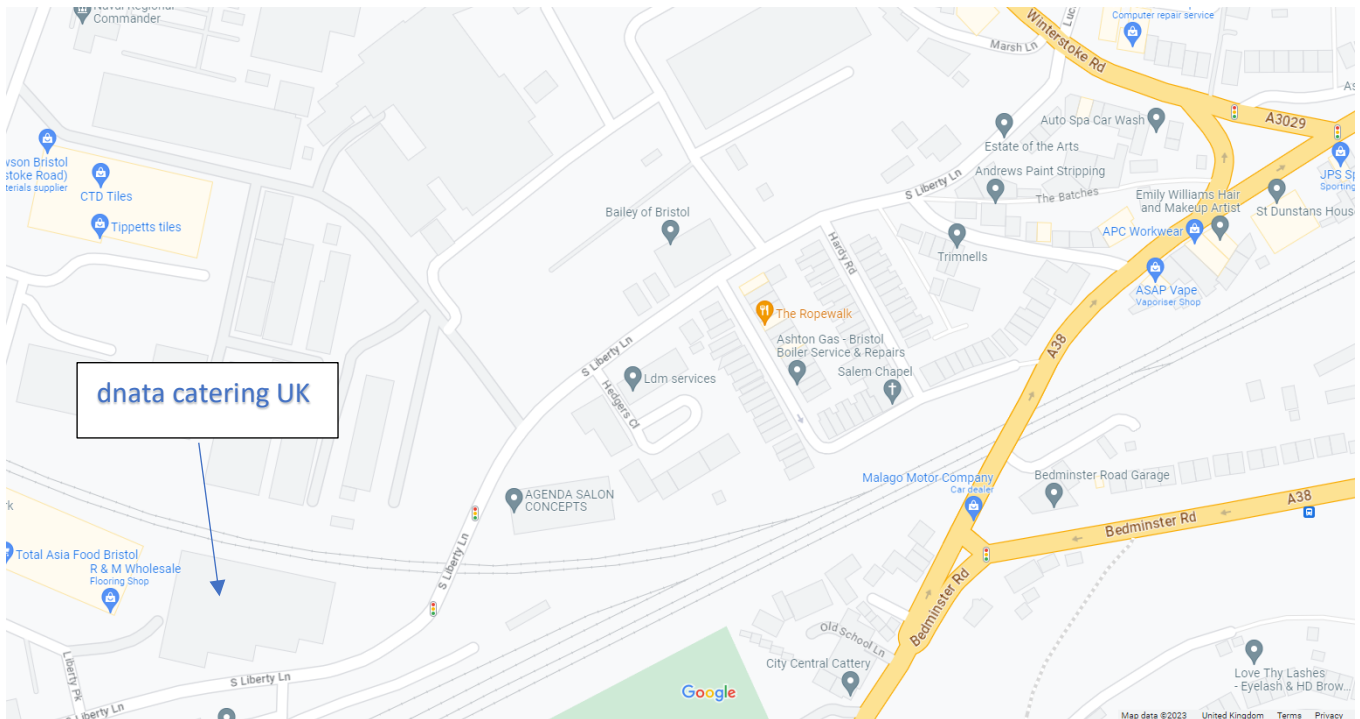 Naval Regional
Commander
Computer repair service
Winterstoke Rd
Marsh Ln
A3029
Auto Spa Car Wash
Estate of the Arts
Andrews Paint Stripping
The Batches
S Liberty Ln
Emily Williams Hair
and Makeup Artist
St Dunstans House
JPS
Sporting
wson Bristol
stoke Road)
terials supplier
CTD Tiles
Tippetts tiles
Bailey of Bristol
Hardy Rd
APC Workwear
Trimnells
ASAP Vape
Vaporiser Shop
The Ropewalk
Ashton Gas - Bristol
Boiler Service & Repairs
Salem Chapel
A38
S Liberty Ln
Ldm services
Hedgers Cl
dnata catering UK
AGENDA SALON
CONCEPTS
Malago Motor Company
Car dealer
Bedminster Road Garage
A38
Bedminster Rd
rk
Total Asia Food Bristol
R & M Wholesale
Flooring Shop
S Liberty Ln
Bedminster Rd
Old School Ln
City Central Cattery
Love Thy Lashes
- Eyelash & HD Brow...
Liberty Pk
S Liberty Ln
S Liberty Ln
Google
Map data ©2023 United Kingdom Terms Privacy